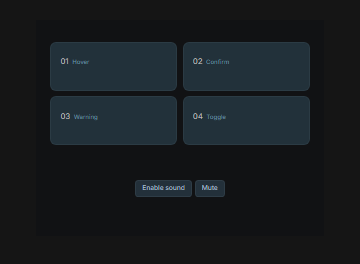 01 Hover
02 Confirm
03 Warning
04 Toggle
Enable sound
Mute